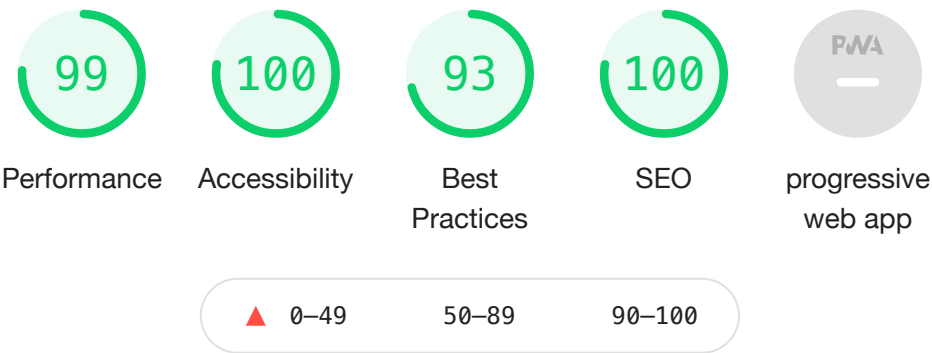 99 100 93 100 PWA
Performance Accessibility Best Practices SEO progressive web app
0–49 50–89 90–100